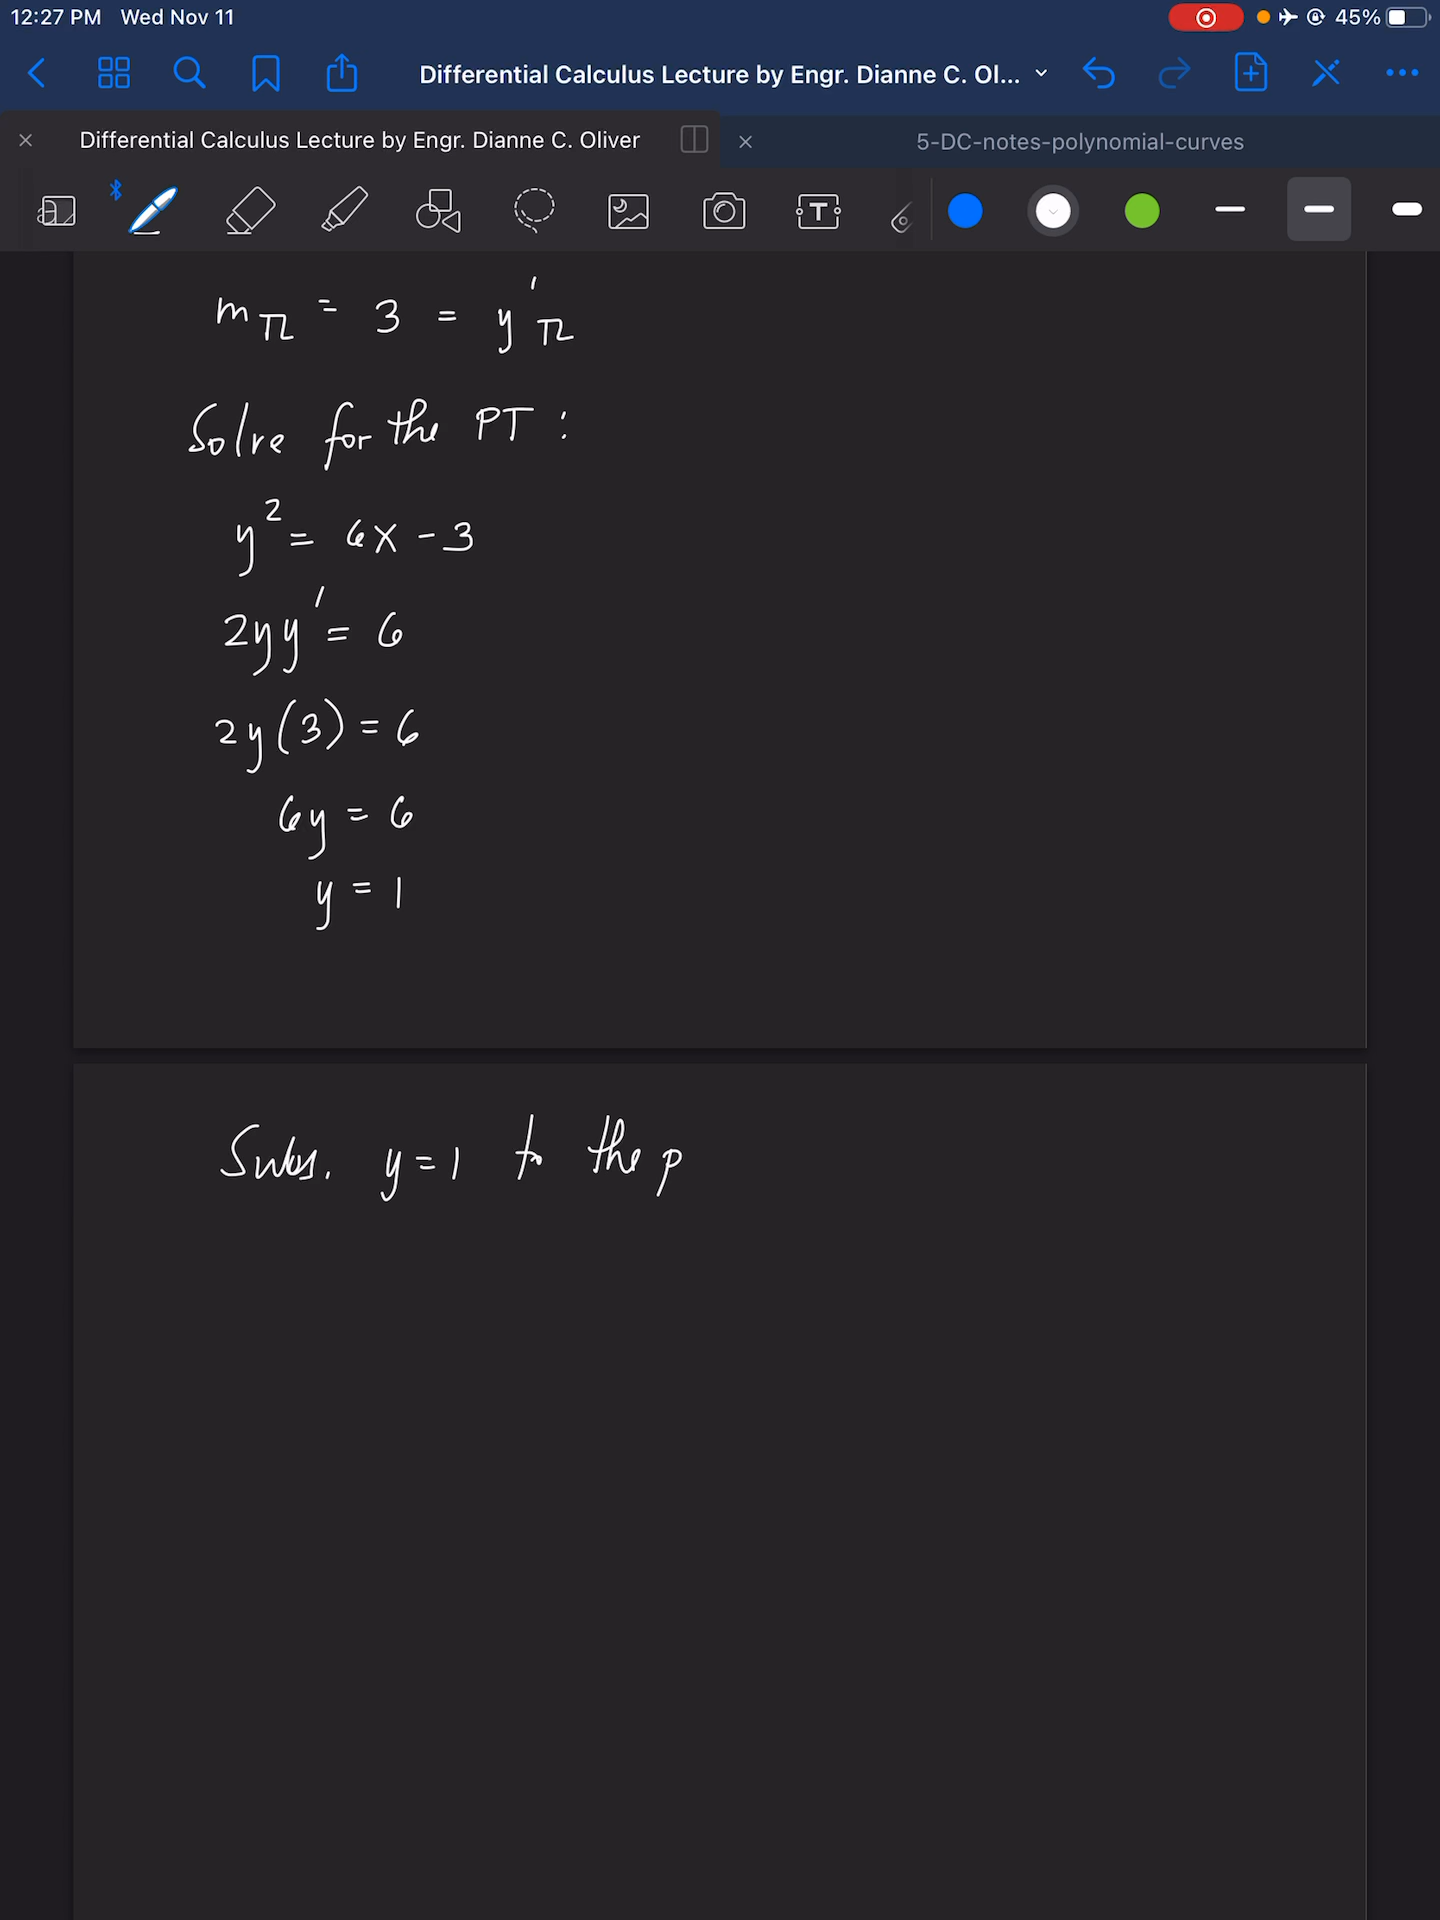 12:27 PM Wed Nov 11 45%
Differential Calculus Lecture by Engr. Dianne C. Ol...
Differential Calculus Lecture by Engr. Dianne C. Oliver 5-DC-notes-polynomial-curves
m_TL = 3 = y'_TL
Solve for the PT :
y² = 6x - 3
2yy' = 6
2y(3) = 6
6y = 6
y = 1
Subs. y = 1 to the p